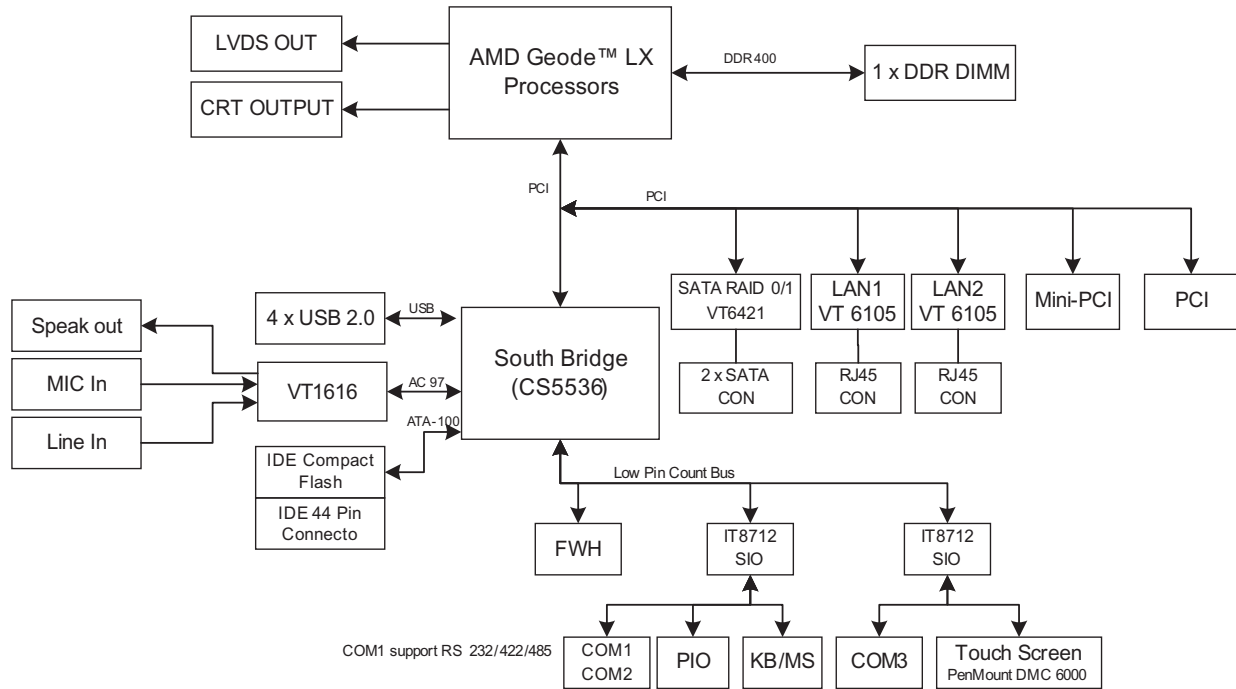 LVDS OUT
CRT OUTPUT
AMD Geode™ LX
Processors
DDR400
1 x DDR DIMM
PCI
PCI
SATA RAID 0/1
VT6421
LAN1
VT 6105
LAN2
VT 6105
Mini-PCI
PCI
2 x SATA
CON
RJ45
CON
RJ45
CON
Speak out
MIC In
Line In
4 x USB 2.0
USB
VT1616
AC 97
ATA-100
South Bridge
(CS5536)
IDE Compact
Flash
IDE 44 Pin
Connecto
Low Pin Count Bus
FWH
IT8712
SIO
IT8712
SIO
COM1 support RS 232/422/485
COM1
COM2
PIO
KB/MS
COM3
Touch Screen
PenMount DMC 6000